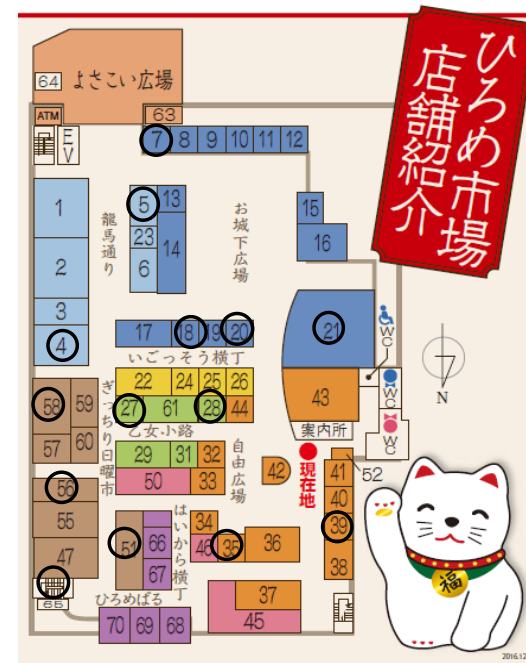 ひろめ市場
店舗紹介
64 よさこい広場
ATM
63
EV
7 8 9 10 11 12
1
2
3
4
龍馬通り
5 13
23 14
6
お城下広場
15
16
17 18 19 20
いごっそう横丁
21
WC
N
22 24 25 26
27 61 28 44
乙女小路
43
案内所
WC
WC
58 59
57 60
ぎっちり日曜市
29 31 32
50 33
自由広場
42
現在地
41 52
40
39
38
56
55
47
65
51 66
67
はいから横丁
34
46 35 36
37
45
ひろめばる
70 69 68
福
2016.12